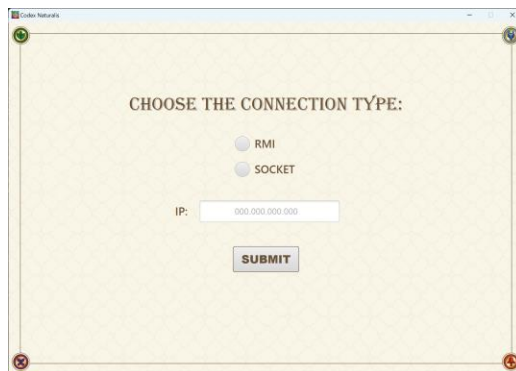 Codex Naturalis
CHOOSE THE CONNECTION TYPE:
RMI
SOCKET
IP: 000.000.000.000
SUBMIT